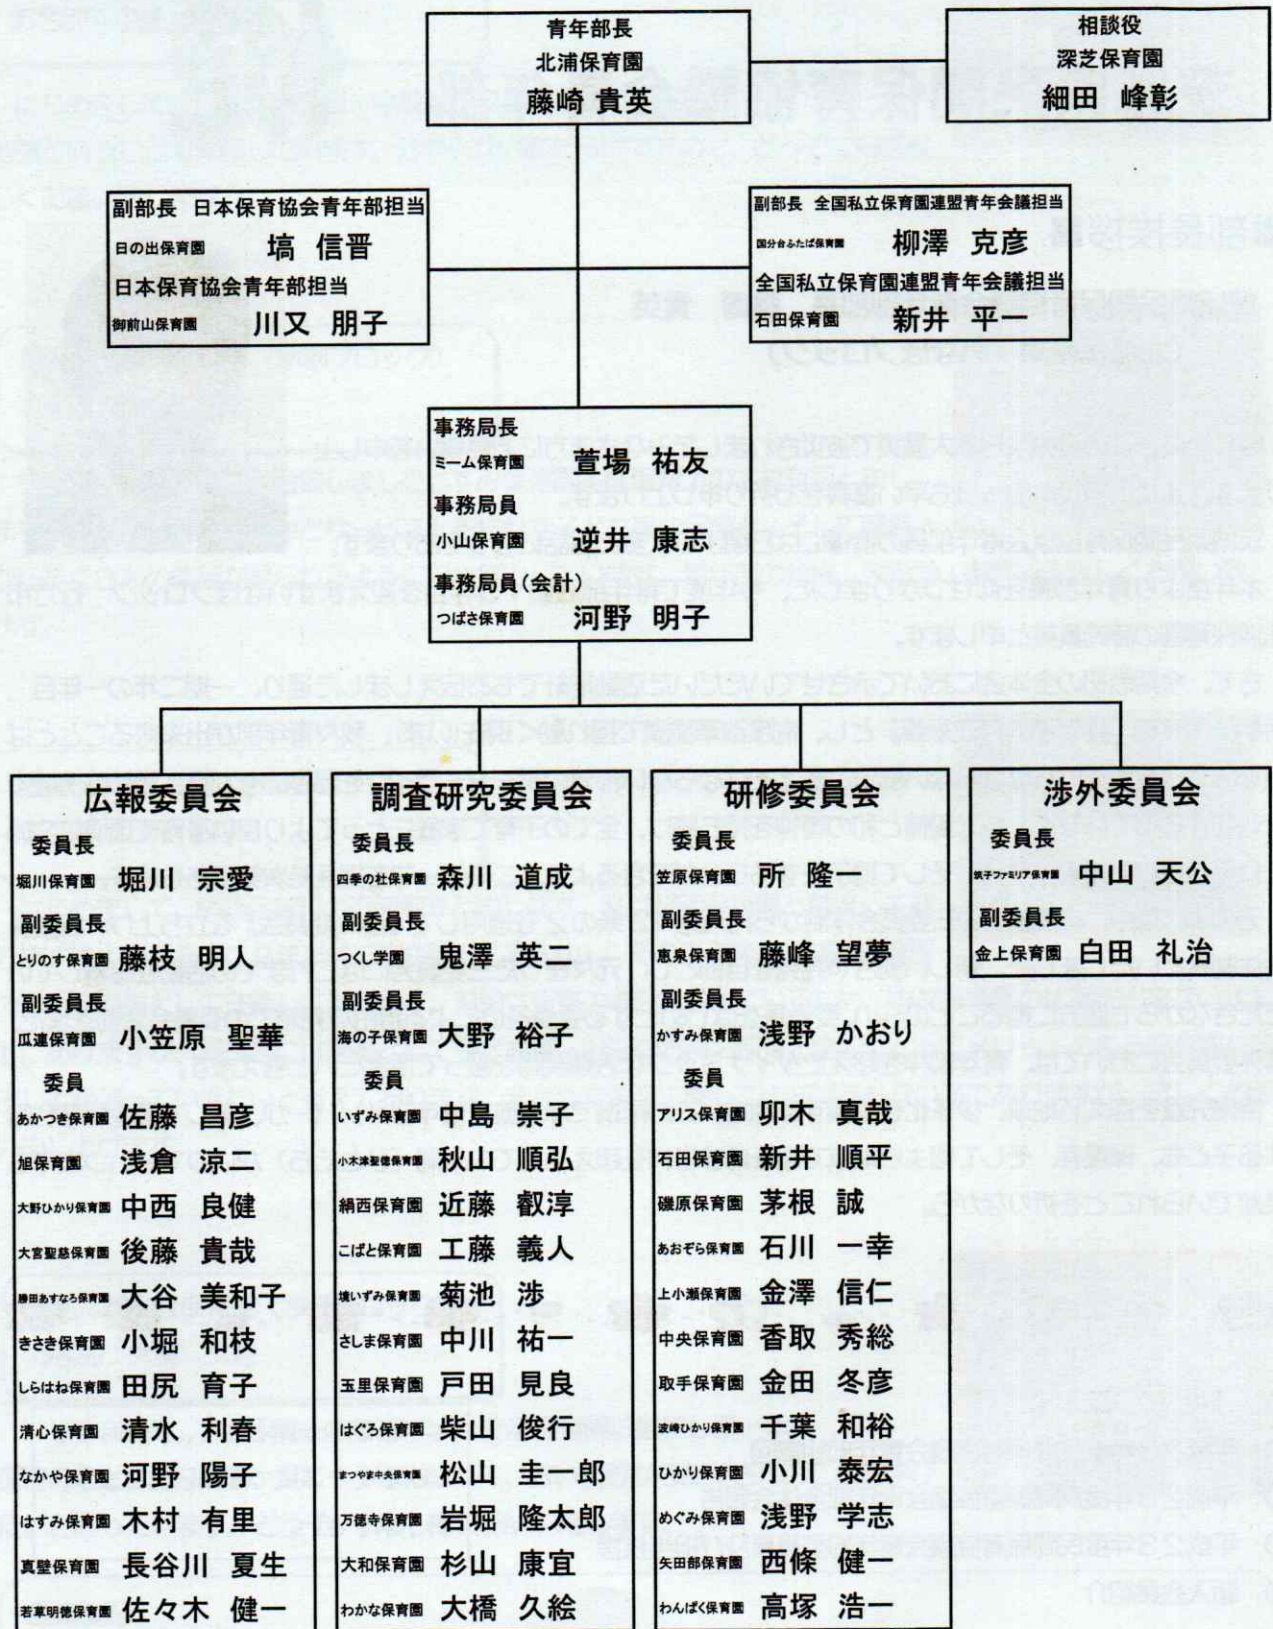 青年部長
北浦保育園
藤崎 貴英
相談役
深芝保育園
細田 峰彰
副部長 日本保育協会青年部担当
日の出保育園 塙 信晋
日本保育協会青年部担当
御前山保育園 川又 朋子
副部長 全国私立保育園連盟青年会議担当
国分台ふたば保育園 柳澤 克彦
全国私立保育園連盟青年会議担当
石田保育園 新井 平一
事務局長
ミーム保育園 萱場 祐友
事務局員
小山保育園 逆井 康志
事務局員(会計)
つばさ保育園 河野 明子
広報委員会
委員長
堀川保育園 堀川 宗愛
副委員長
とりのす保育園 藤枝 明人
副委員長
瓜連保育園 小笠原 聖華
委員
あかつき保育園 佐藤 昌彦
旭保育園 浅倉 涼一
大野ひかり保育園 中西 良健
大宮聖慈保育園 後藤 貴哉
勝田あすなろ保育園 大谷 美和子
きさき保育園 小堀 和枝
しらはね保育園 田尻 育子
清心保育園 清水 利春
なかや保育園 河野 陽子
はすみ保育園 木村 有里
真壁保育園 長谷川 夏生
若草明徳保育園 佐々木 健一
調査研究委員会
委員長
四季の杜保育園 森川 道成
副委員長
つくし学園 鬼澤 英二
副委員長
海の子保育園 大野 裕子
委員
いずみ保育園 中島 崇子
秋山 順弘
絹西保育園 近藤 叡淳
こばと保育園 工藤 義人
境いずみ保育園 菊池 渉
さしま保育園 中川 祐一
玉里保育園 戸田 見良
はぐろ保育園 柴山 俊行
まつやま中央保育園 松山 圭一郎
万徳寺保育園 岩堀 隆太郎
大和保育園 杉山 康宜
わかな保育園 大橋 久絵
研修委員会
委員長
笠原保育園 所 隆一
副委員長
恵泉保育園 藤峰 望夢
副委員長
かすみ保育園 浅野 かおり
委員
アリス保育園 卯木 真哉
石田保育園 新井 順平
磯原保育園 茅根 誠
あおぞら保育園 石川 一幸
上小瀬保育園 金澤 信仁
中央保育園 香取 秀総
取手保育園 金田 冬彦
波崎ひかり保育園 千葉 和裕
ひかり保育園 小川 泰宏
めぐみ保育園 浅野 学志
矢田部保育園 西條 健一
わんぱく保育園 高塚 浩一
渉外委員会
委員長
筑子ファミリア保育園 中山 天公
副委員長
金上保育園 白田 礼治